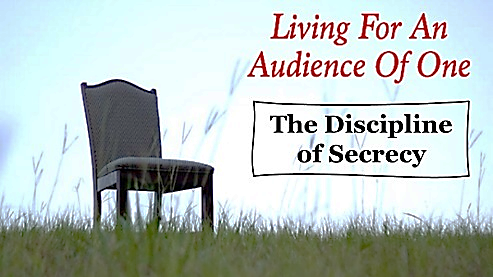 Living For An
Audience Of One
The Discipline
of Secrecy